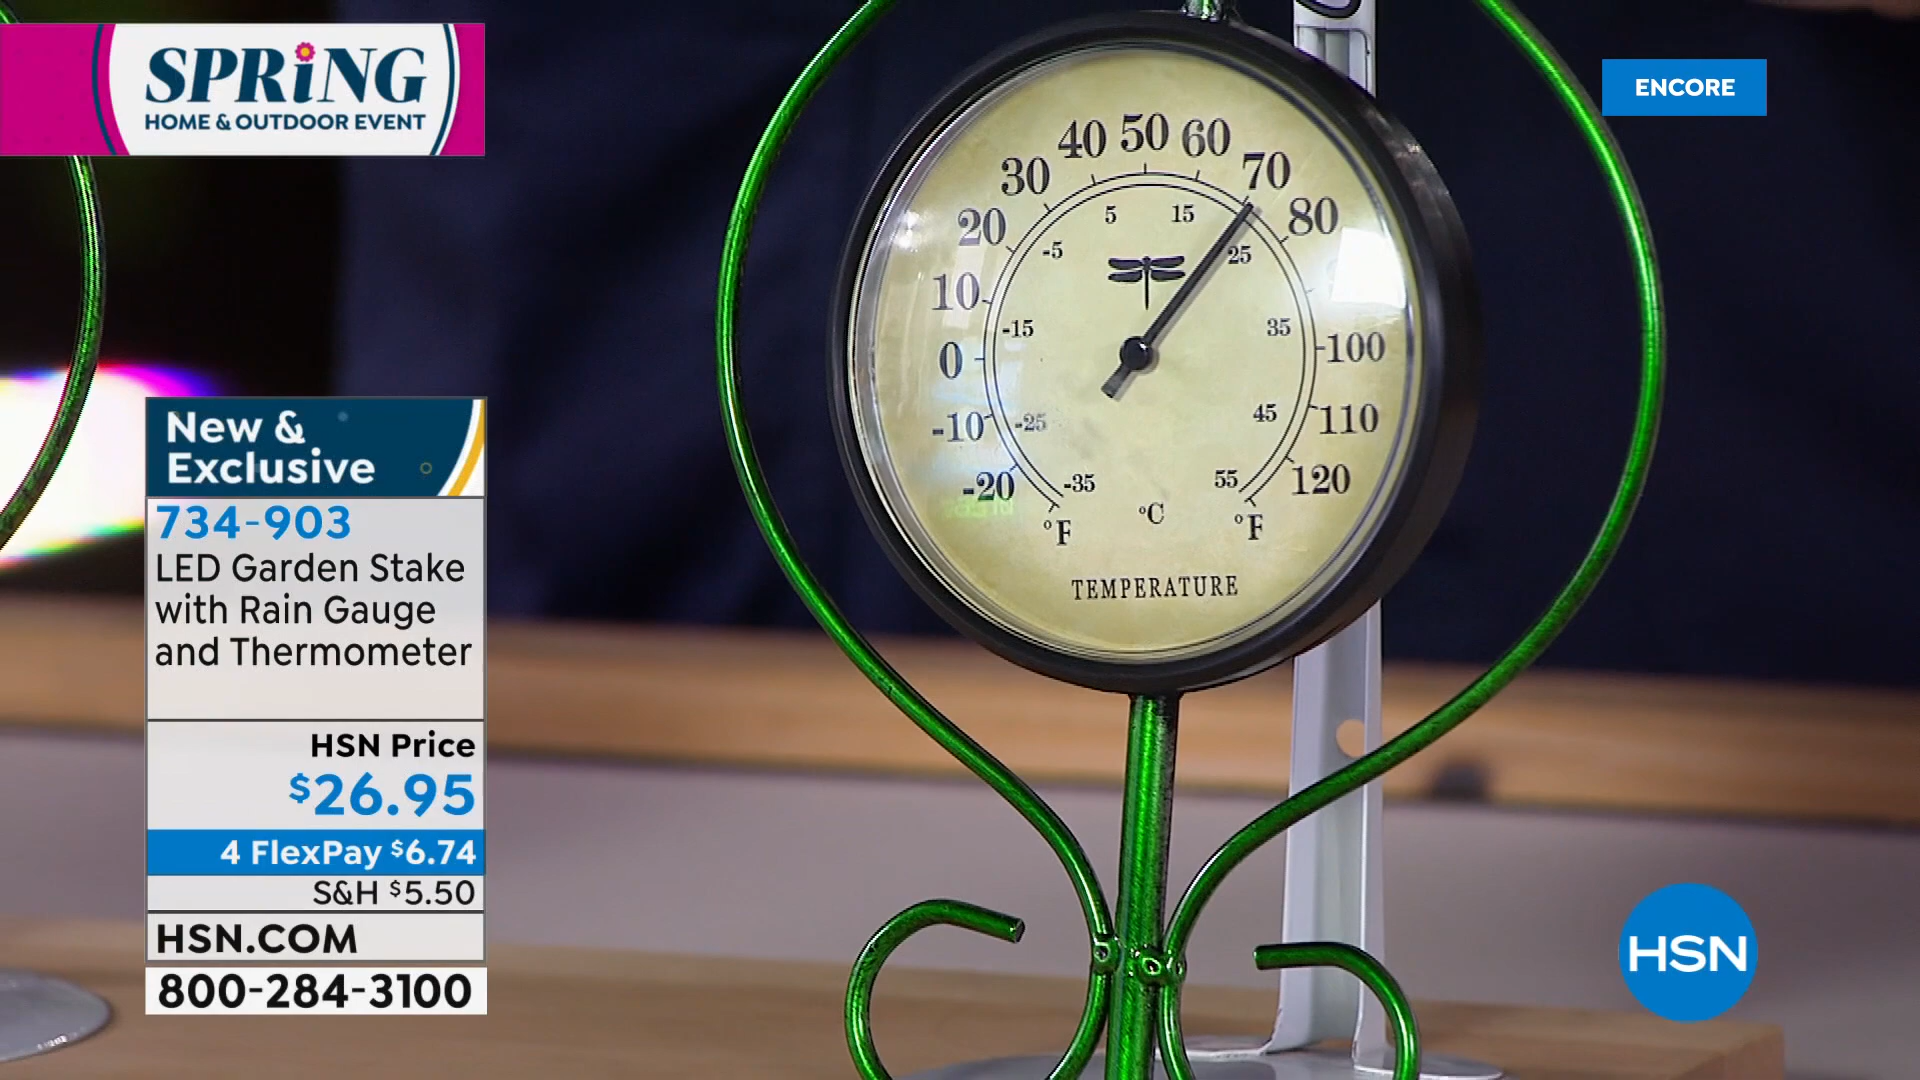 SPRING
HOME & OUTDOOR EVENT
ENCORE
New &
Exclusive
734-903
LED Garden Stake
with Rain Gauge
and Thermometer
HSN Price
$26.95
4 FlexPay $6.74
S&H $5.50
HSN.COM
800-284-3100
40 50 60
30 70
20 80
10
0 100
-10 110
-20 120
5 15
-5 25
-15 35
-25 45
-35 55
°F °C °F
TEMPERATURE
HSN